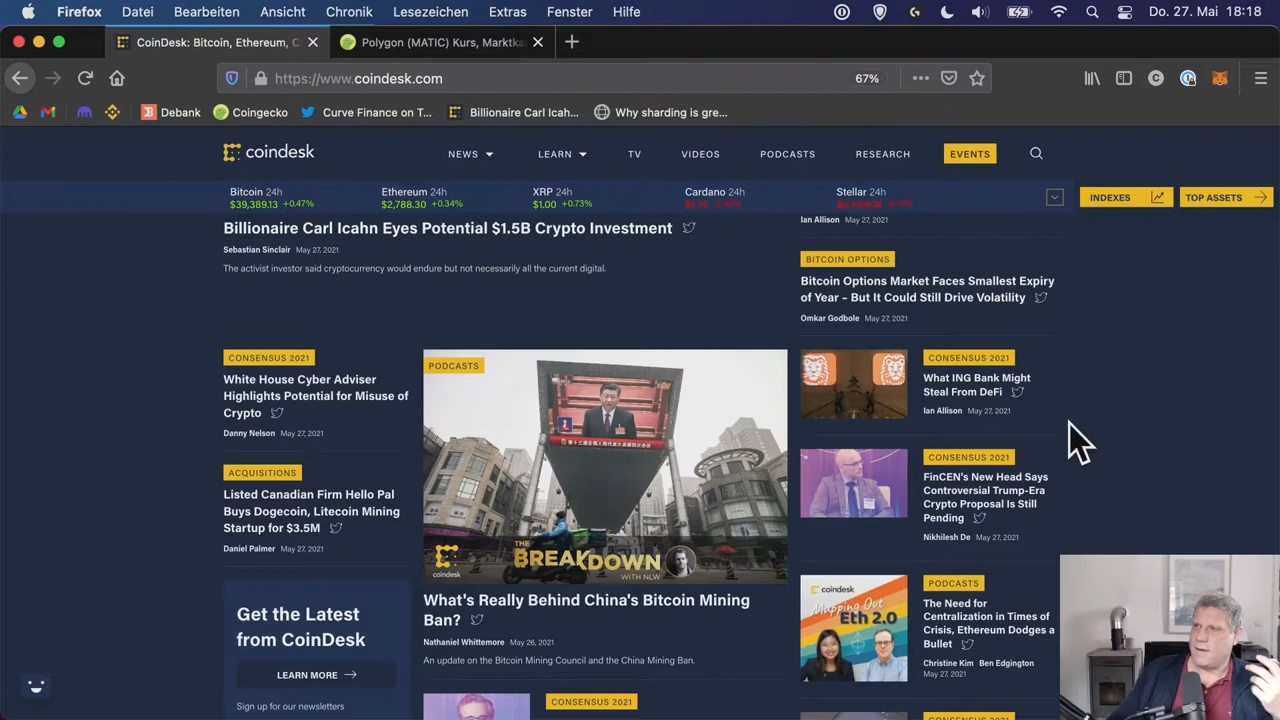 Firefox Datei Bearbeiten Ansicht Chronik Lesezeichen Extras Fenster Hilfe Do. 27. Mai 18:18
CoinDesk: Bitcoin, Ethereum, C
Polygon (MATIC) Kurs, Marktka
https://www.coindesk.com 67%
Debank Coingecko Curve Finance on T... Billionaire Carl Icah... Why sharding is gre...
coindesk
NEWS LEARN TV VIDEOS PODCASTS RESEARCH EVENTS
Bitcoin 24h Ethereum 24h XRP 24h Cardano 24h Stellar 24h
$39,389.13 +0.47% $2,788.30 +0.34% $1.00 +0.73%
INDEXES TOP ASSETS
Billionaire Carl Icahn Eyes Potential $1.5B Crypto Investment
Sebastian Sinclair May 27, 2021
The activist investor said cryptocurrency would endure but not necessarily all the current digital.
Ian Allison May 27, 2021
BITCOIN OPTIONS
Bitcoin Options Market Faces Smallest Expiry
of Year – But It Could Still Drive Volatility
Omkar Godbole May 27, 2021
CONSENSUS 2021
White House Cyber Adviser
Highlights Potential for Misuse of
Crypto
Danny Nelson May 27, 2021
ACQUISITIONS
Listed Canadian Firm Hello Pal
Buys Dogecoin, Litecoin Mining
Startup for $3.5M
Daniel Palmer May 27, 2021
Get the Latest
from CoinDesk
LEARN MORE
Sign up for our newsletters
PODCASTS
coindesk
THE
BREAKDOWN
WITH NLW
What's Really Behind China's Bitcoin Mining
Ban?
Nathaniel Whittemore May 26, 2021
An update on the Bitcoin Mining Council and the China Mining Ban.
CONSENSUS 2021
ING ING
CONSENSUS 2021
What ING Bank Might
Steal From DeFi
Ian Allison May 27, 2021
CONSENSUS 2021
FinCEN's New Head Says
Controversial Trump-Era
Crypto Proposal Is Still
Pending
Nikhilesh De May 27, 2021
coindesk
Mapping Out
Eth 2.0
PODCASTS
The Need for
Centralization in Times of
Crisis, Ethereum Dodges a
Bullet
Christine Kim Ben Edgington
May 27, 2021
CONSENSUS 2021